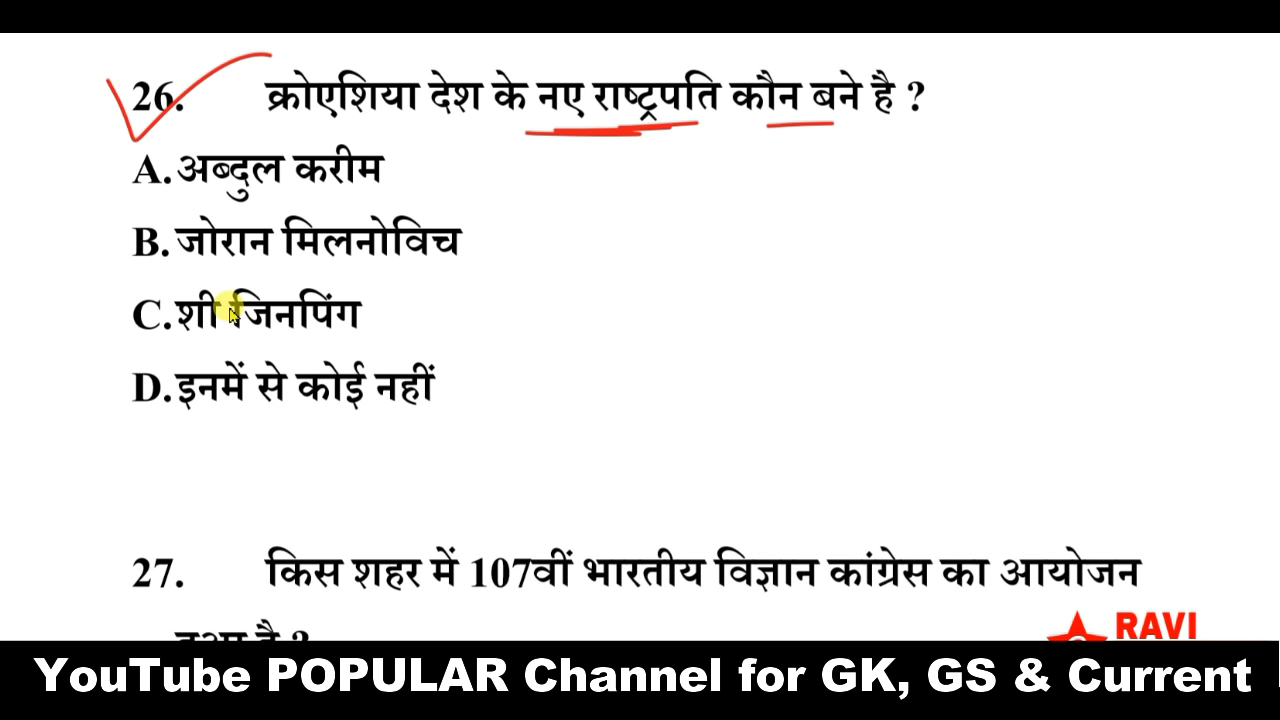 26. क्रोएशिया देश के नए राष्ट्रपति कौन बने है ?
A. अब्दुल करीम
B. जोरान मिलनोविच
C. शी जिनपिंग
D. इनमें से कोई नहीं
27. किस शहर में 107वीं भारतीय विज्ञान कांग्रेस का आयोजन
RAVI
YouTube POPULAR Channel for GK, GS & Current